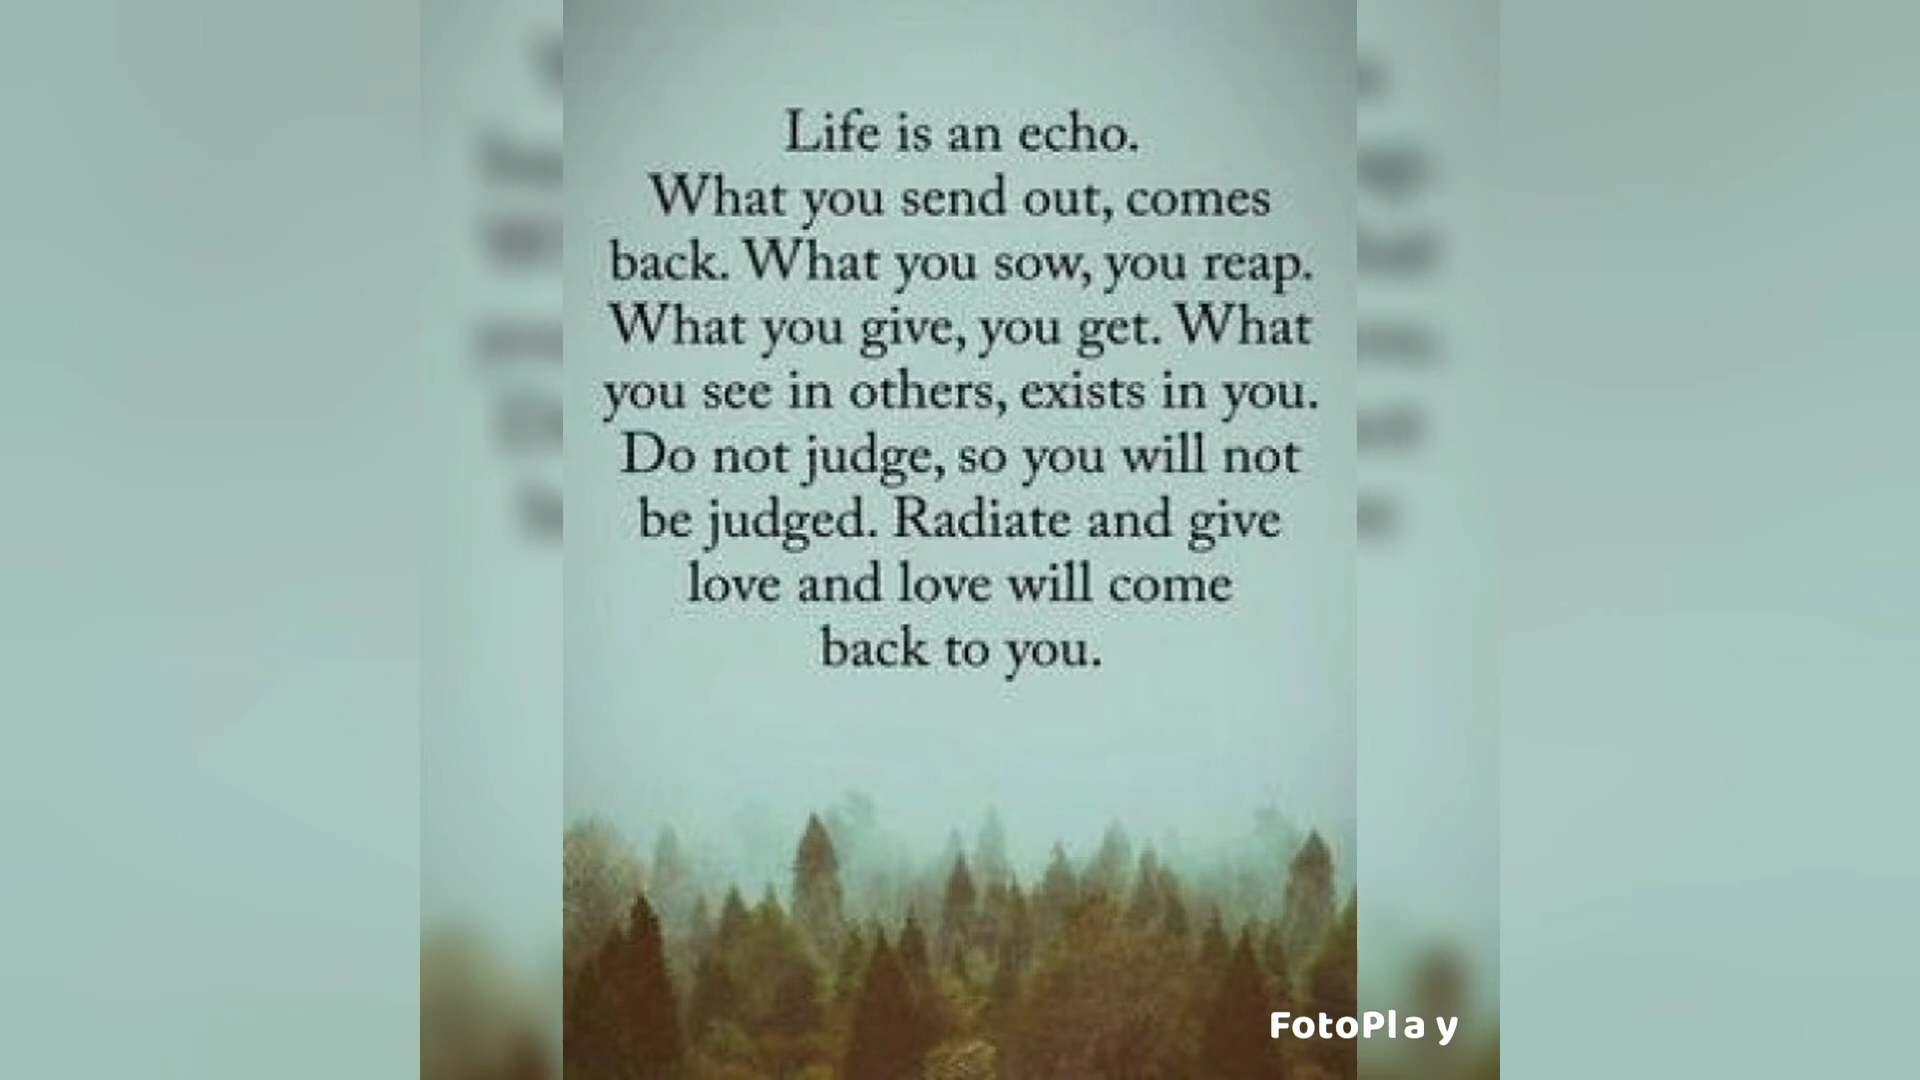 Life is an echo.
What you send out, comes
back. What you sow, you reap.
What you give, you get. What
you see in others, exists in you.
Do not judge, so you will not
be judged. Radiate and give
love and love will come
back to you.
FotoPlay